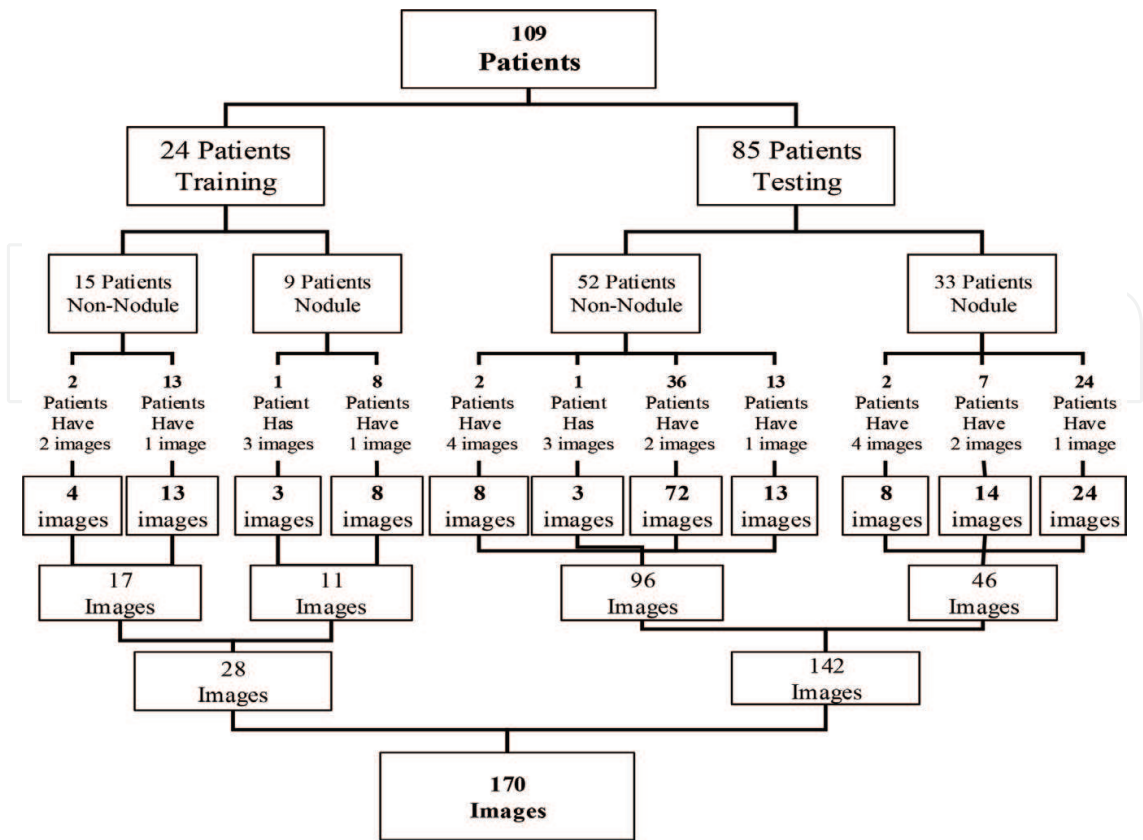 109
Patients
24 Patients
Training
85 Patients
Testing
15 Patients
Non-Nodule
9 Patients
Nodule
52 Patients
Non-Nodule
33 Patients
Nodule
2
Patients
Have
2 images
13
Patients
Have
1 image
1
Patient
Has
3 images
8
Patients
Have
1 image
2
Patients
Have
4 images
1
Patient
Has
3 images
36
Patients
Have
2 images
13
Patients
Have
1 image
2
Patients
Have
4 images
7
Patients
Have
2 images
24
Patients
Have
1 image
4
images
13
images
3
images
8
images
8
images
3
images
72
images
13
images
8
images
14
images
24
images
17
Images
11
Images
96
Images
46
Images
28
Images
142
Images
170
Images